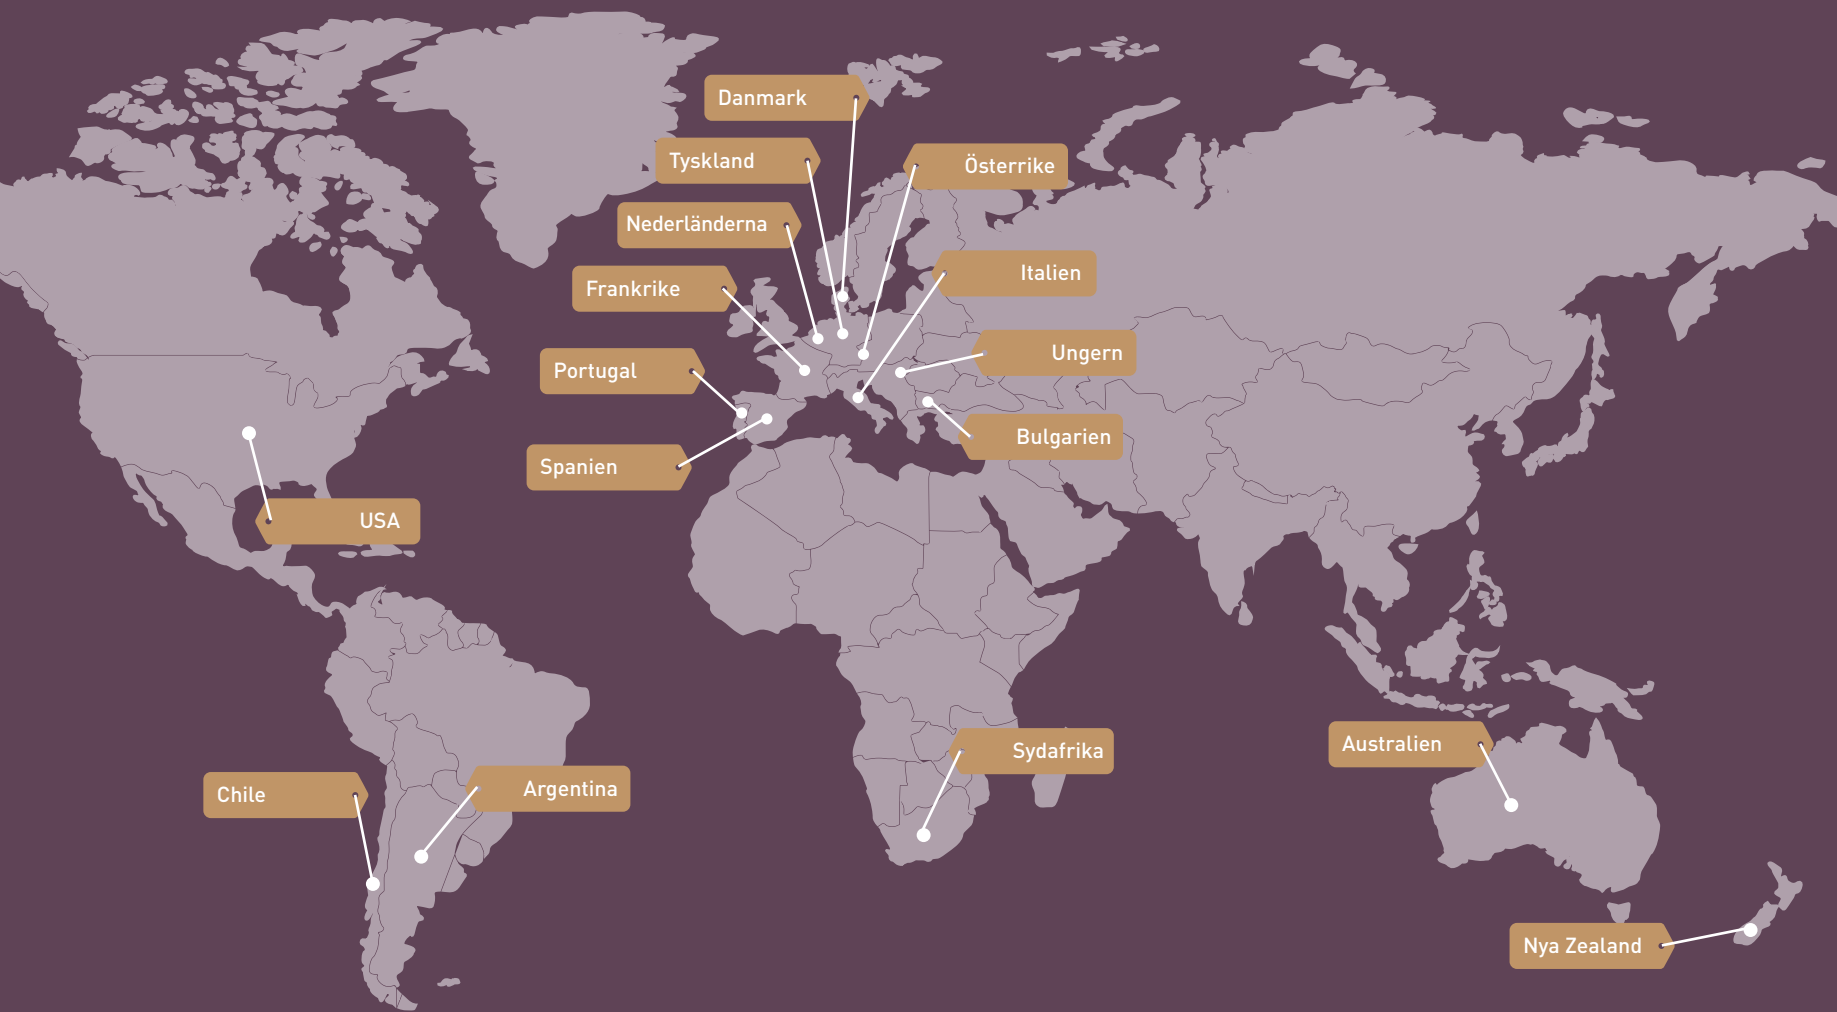 Danmark
Tyskland
Österrike
Nederländerna
Italien
Frankrike
Ungern
Portugal
Bulgarien
Spanien
USA
Australien
Sydafrika
Argentina
Chile
Nya Zealand